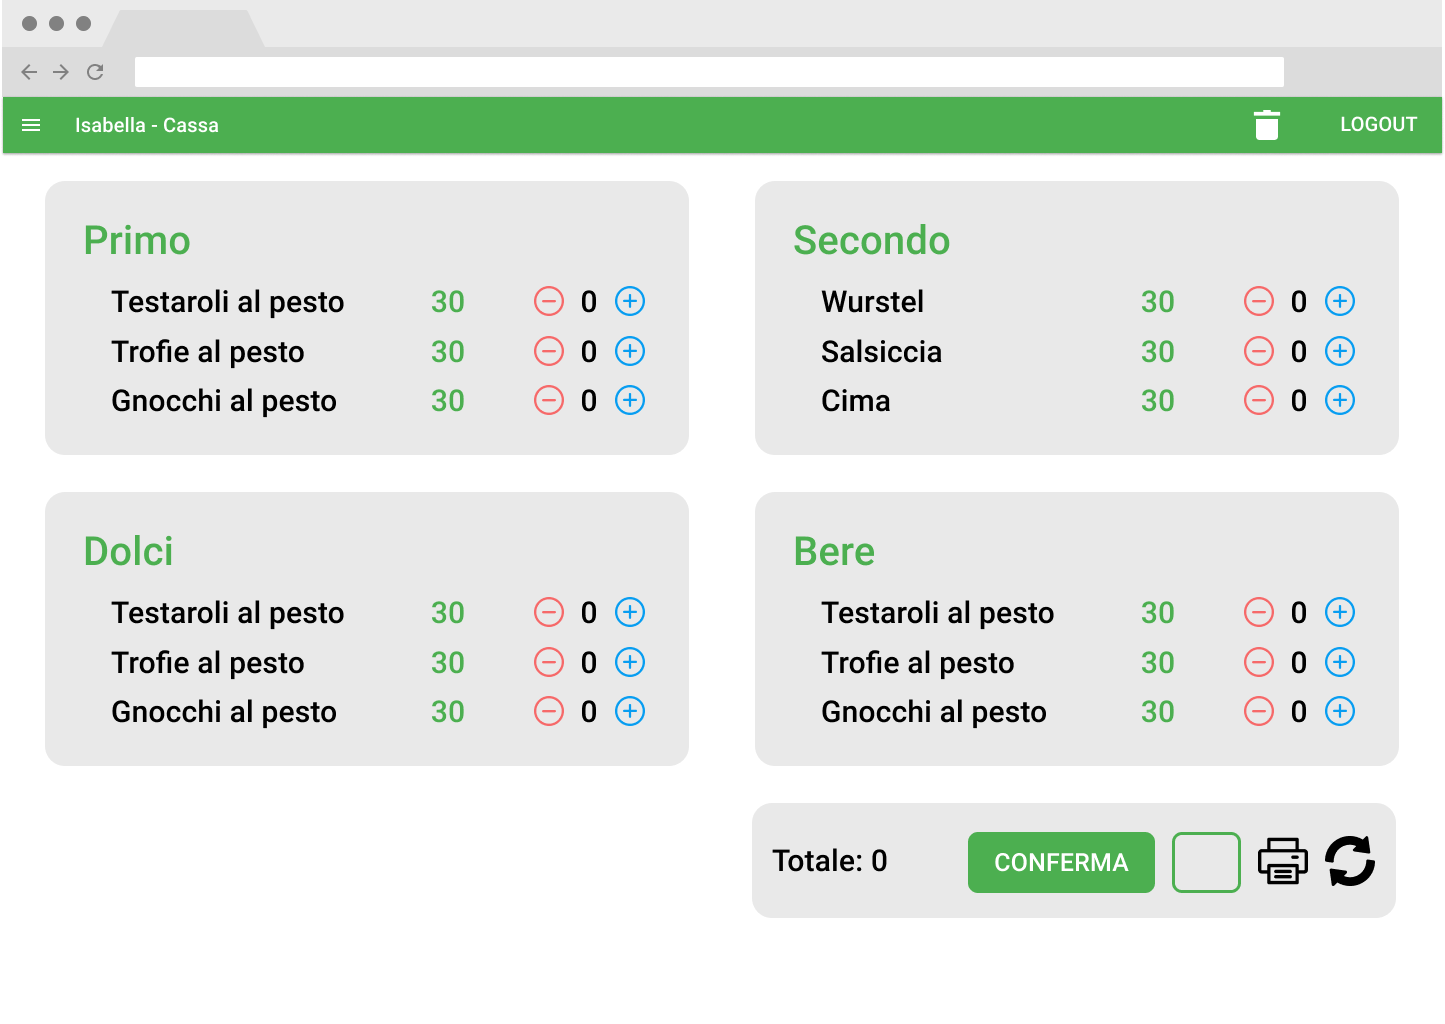 Isabella - Cassa
LOGOUT
Primo
Testaroli al pesto 30 0
Trofie al pesto 30 0
Gnocchi al pesto 30 0
Secondo
Wurstel 30 0
Salsiccia 30 0
Cima 30 0
Dolci
Testaroli al pesto 30 0
Trofie al pesto 30 0
Gnocchi al pesto 30 0
Bere
Testaroli al pesto 30 0
Trofie al pesto 30 0
Gnocchi al pesto 30 0
Totale: 0
CONFERMA